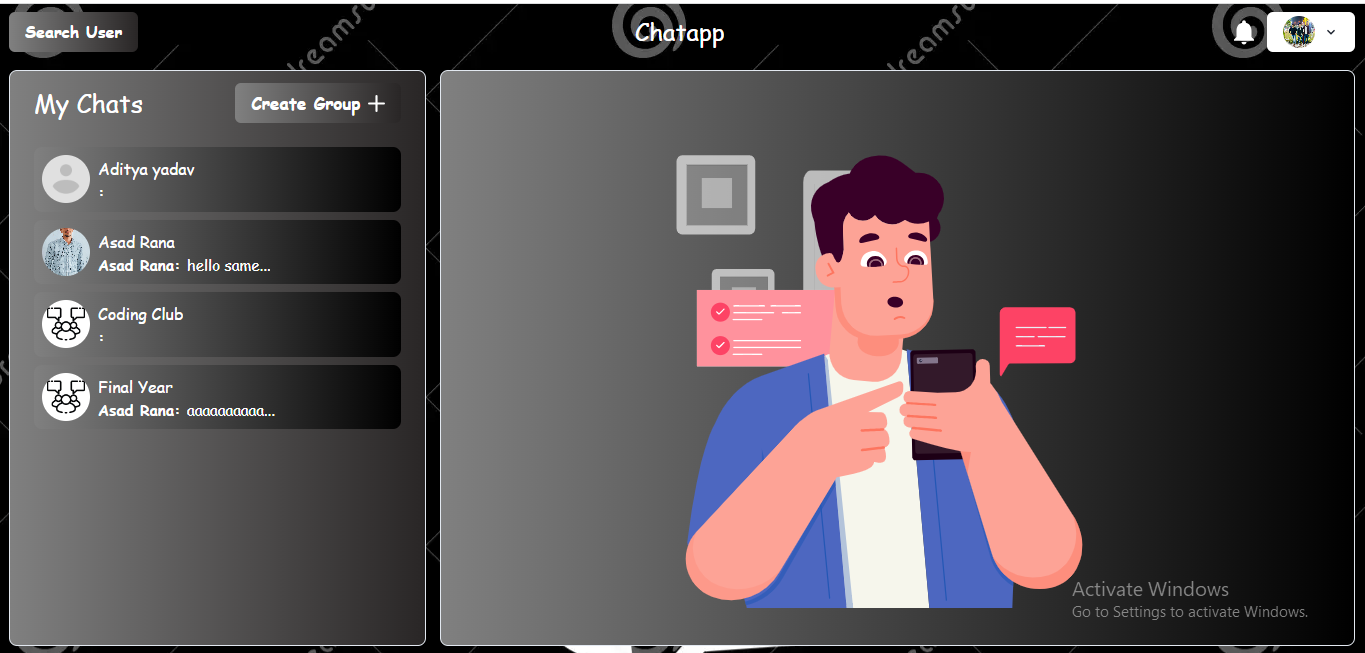 Search User
Chatapp
My Chats
Create Group +
Aditya yadav
:
Asad Rana
Asad Rana: hello same...
Coding Club
:
Final Year
Asad Rana: aaaaaaaaaa...
Activate Windows
Go to Settings to activate Windows.